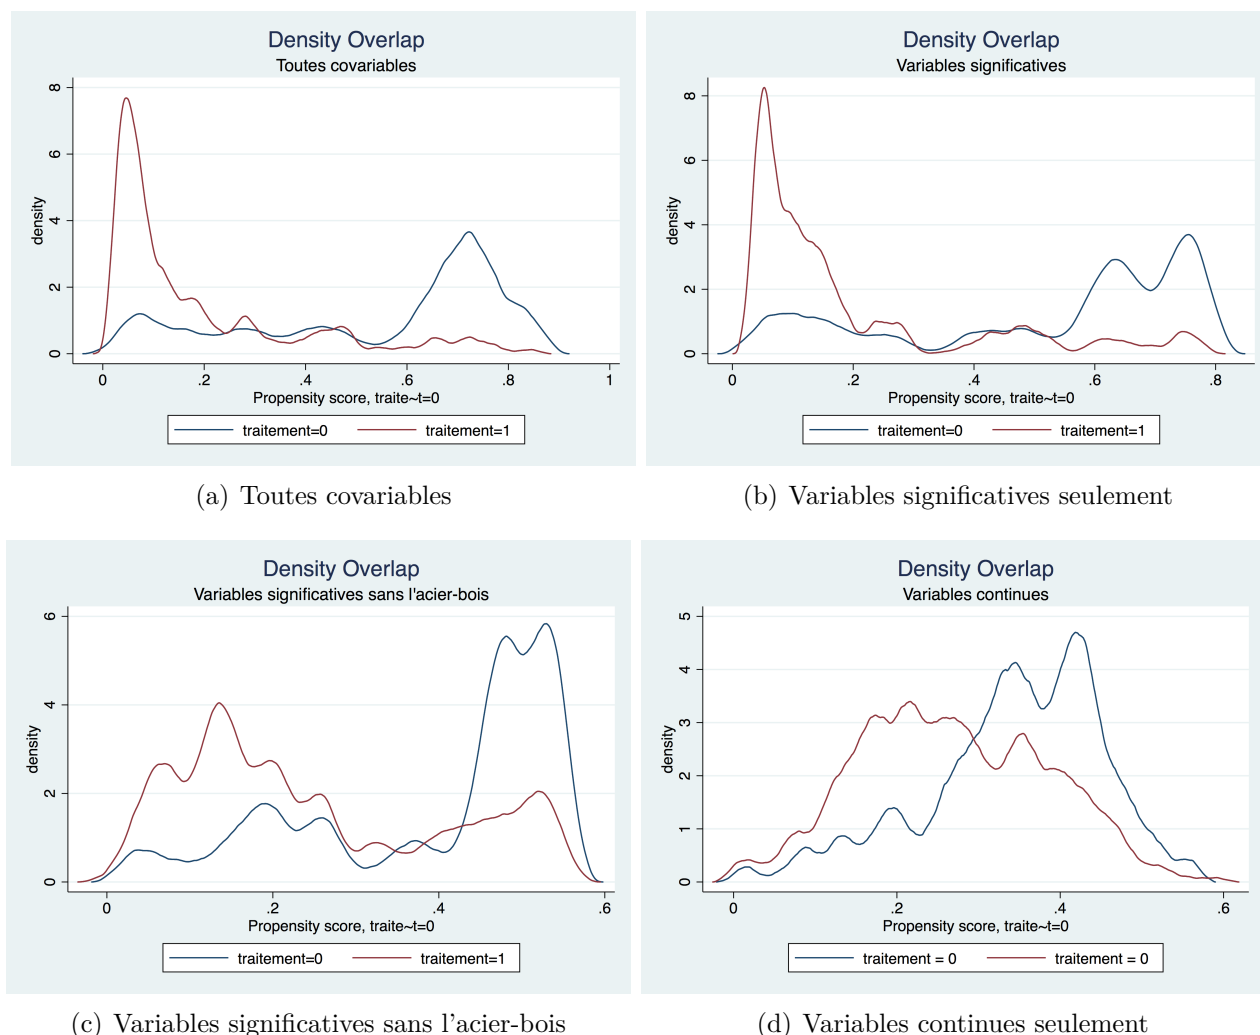 Density Overlap
Toutes covariables
density
8
6
4
2
0
0 .2 .4 .6 .8 1
Propensity score, traite~t=0
traitement=0 traitement=1
(a) Toutes covariables
Density Overlap
Variables significatives
density
8
6
4
2
0
0 .2 .4 .6 .8
Propensity score, traite~t=0
traitement=0 traitement=1
(b) Variables significatives seulement
Density Overlap
Variables significatives sans l'acier-bois
density
6
4
2
0
0 .2 .4 .6
Propensity score, traite~t=0
traitement=0 traitement=1
(c) Variables significatives sans l'acier-bois
Density Overlap
Variables continues
density
5
4
3
2
1
0
0 .2 .4 .6
Propensity score, traite~t=0
traitement = 0 traitement = 0
(d) Variables continues seulement